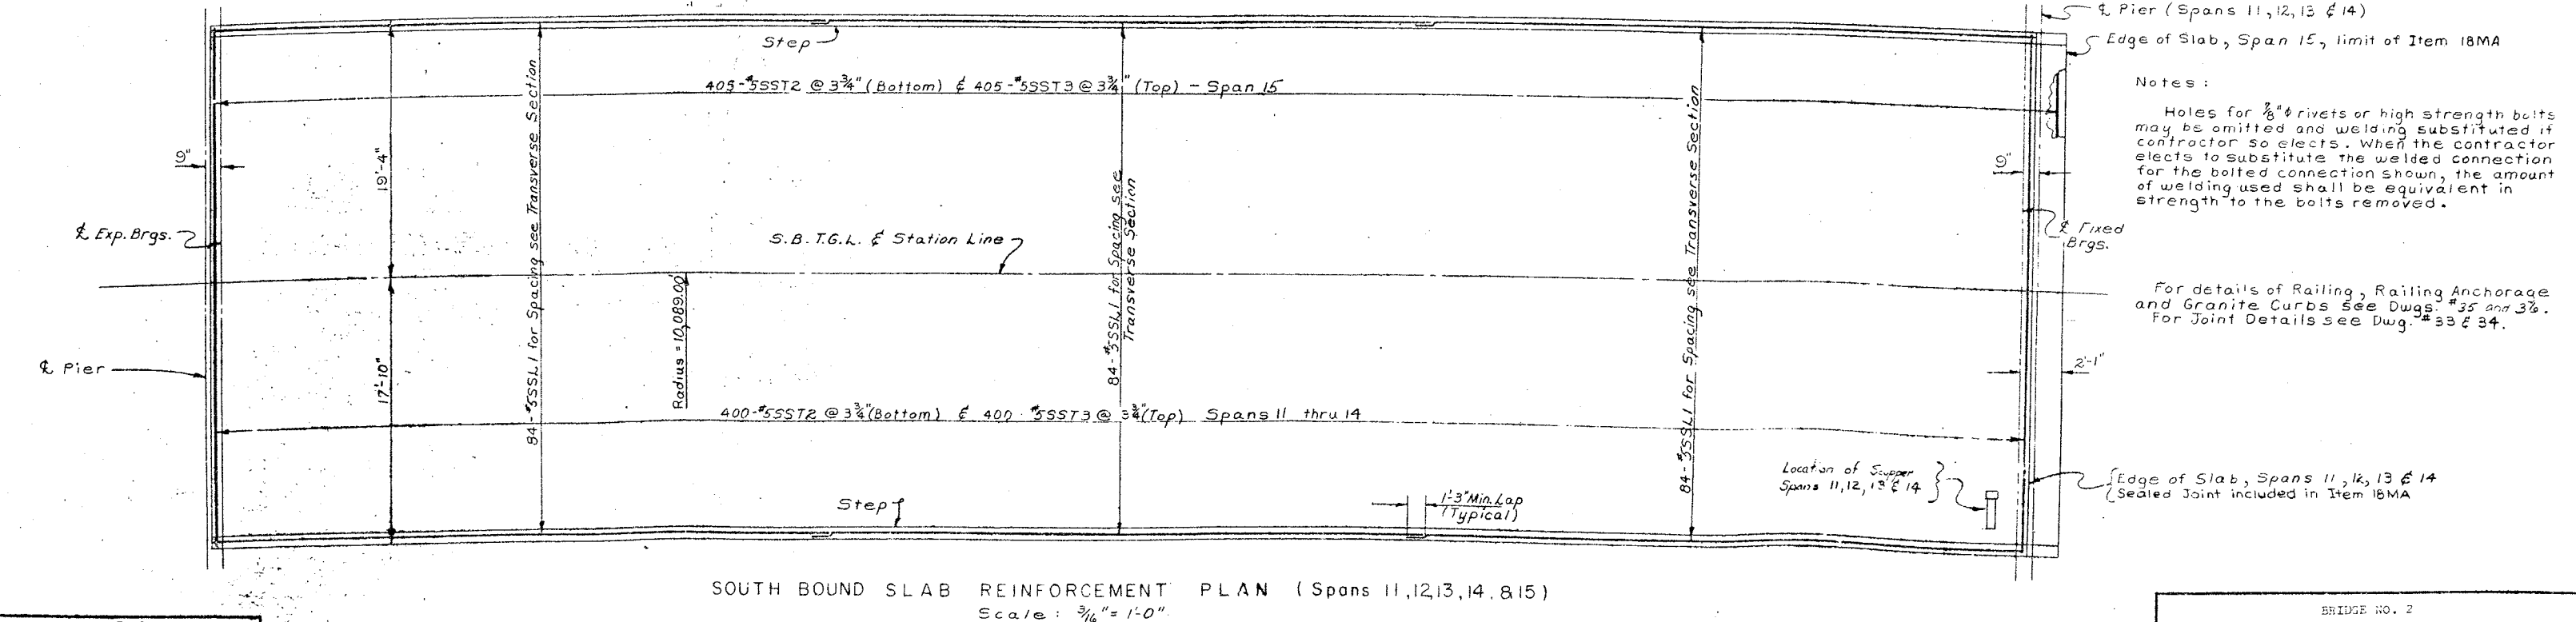 ℄ Pier (Spans 11, 12, 13 & 14)
Edge of Slab, Span 15, limit of Item 18MA
Step
405-#5SST2 @ 3¾" (Bottom) & 405-#5SST3 @ 3¾" (Top) - Span 15
Notes:
Holes for ⅞"φ rivets or high strength bolts
may be omitted and welding substituted if
contractor so elects. When the contractor
elects to substitute the welded connection
for the bolted connection shown, the amount
of welding used shall be equivalent in
strength to the bolts removed.
9"
19'-4"
84-#5SSL1 for Spacing see Transverse Section
84-#5SSL1 for Spacing see
Transverse Section
84-#5SSL1 for Spacing see Transverse Section
9"
℄ Exp. Brgs.
S.B. T.G.L. & Station Line
℄ Fixed
Brgs.
Radius = 10,089.00'
For details of Railing, Railing Anchorage
and Granite Curbs see Dwgs. #35 and 36.
For Joint Details see Dwg. #33 & 34.
℄ Pier
17'-10"
2'-1"
400-#5SST2 @ 3¾" (Bottom) & 400-#5SST3 @ 3¾" (Top) Spans 11 thru 14
Location of Scupper
Spans 11, 12, 13 & 14
Edge of Slab, Spans 11, 12, 13 & 14
Sealed Joint included in Item 18MA
Step
1'-3" Min. Lap
(Typical)
SOUTH BOUND SLAB REINFORCEMENT PLAN (Spans 11,12,13,14, & 15)
Scale: 3/16" = 1'-0"
BRIDGE NO. 2